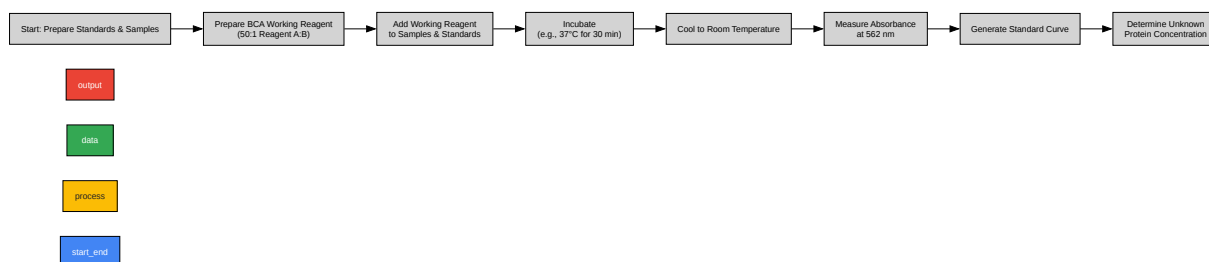 Start: Prepare Standards & Samples
Prepare BCA Working Reagent
(50:1 Reagent A:B)
Add Working Reagent
to Samples & Standards
Incubate
(e.g., 37°C for 30 min)
Cool to Room Temperature
Measure Absorbance
at 562 nm
Generate Standard Curve
Determine Unknown
Protein Concentration
output
data
process
start_end